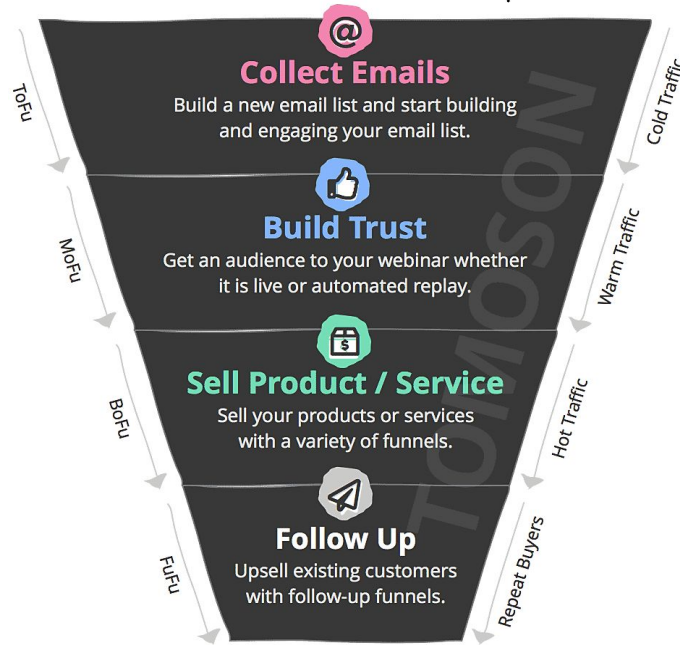 @
Collect Emails
Build a new email list and start building
and engaging your email list.
ToFu
Cold Traffic
Build Trust
Get an audience to your webinar whether
it is live or automated replay.
MoFu
Warm Traffic
$
Sell Product / Service
Sell your products or services
with a variety of funnels.
BoFu
Hot Traffic
Follow Up
Upsell existing customers
with follow-up funnels.
FuFu
Repeat Buyers
TOMOSON